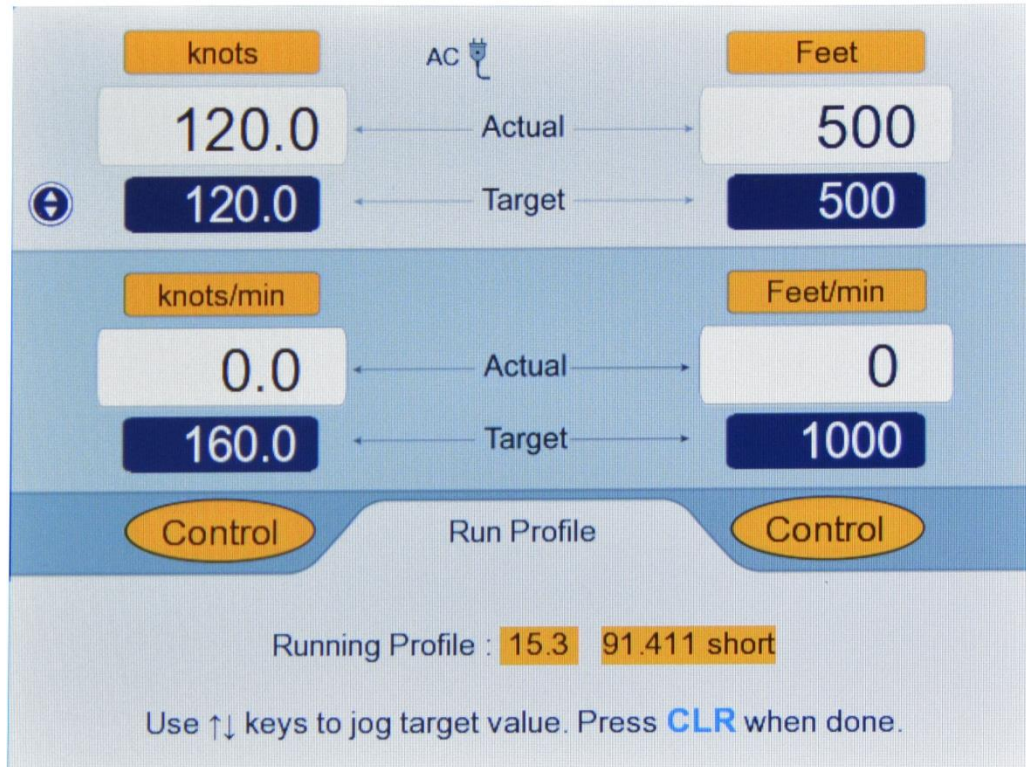 knots AC Feet
120.0 Actual 500
120.0 Target 500
knots/min Feet/min
0.0 Actual 0
160.0 Target 1000
Control Run Profile Control
Running Profile : 15.3 91.411 short
Use ↑↓ keys to jog target value. Press CLR when done.